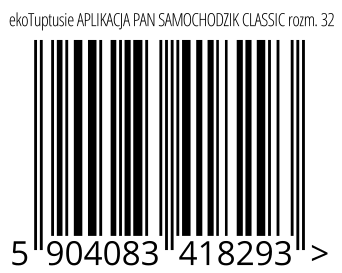 ekoTuptusie APLIKACJA PAN SAMOCHODZIK CLASSIC rozm. 32
5 904083 418293 >